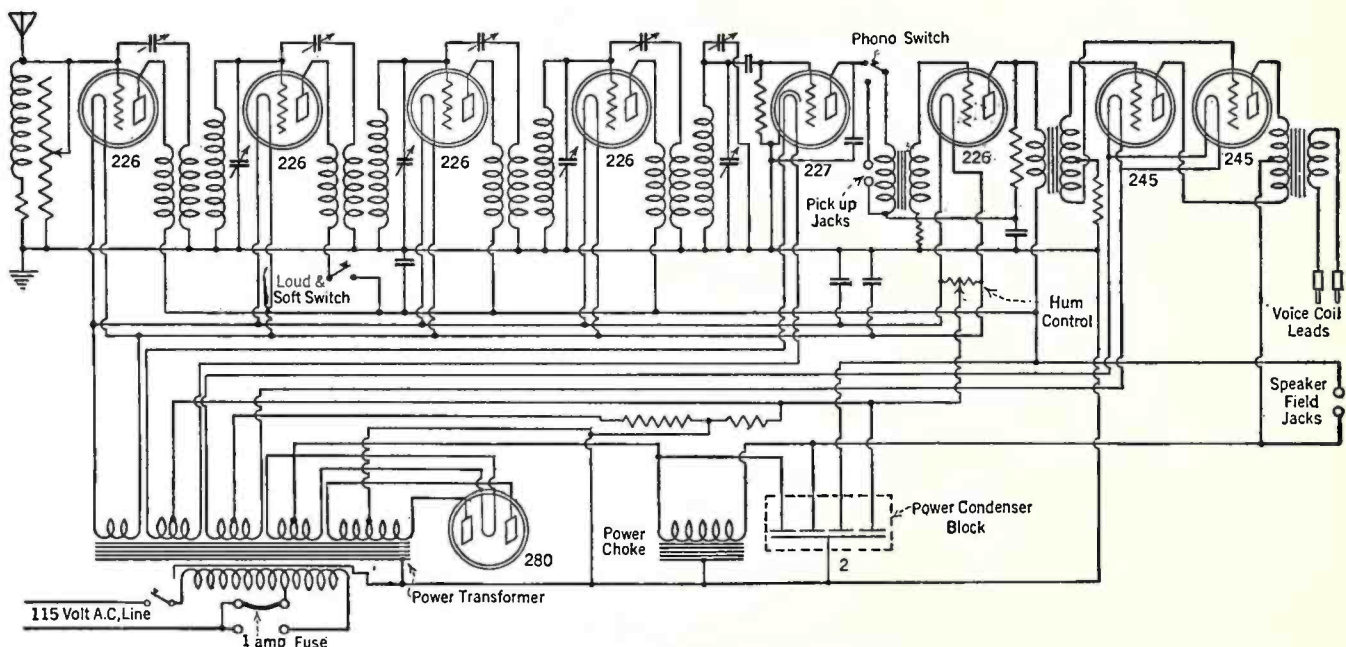 Phono Switch
226
226
226
226
227
226
245
245
Pick up
Jacks
Loud &
Soft Switch
Hum
Control
Voice Coil
Leads
Speaker
Field
Jacks
Power Condenser
Block
Power
Choke
280
2
Power Transformer
115 Volt A.C, Line
1 amp Fuse